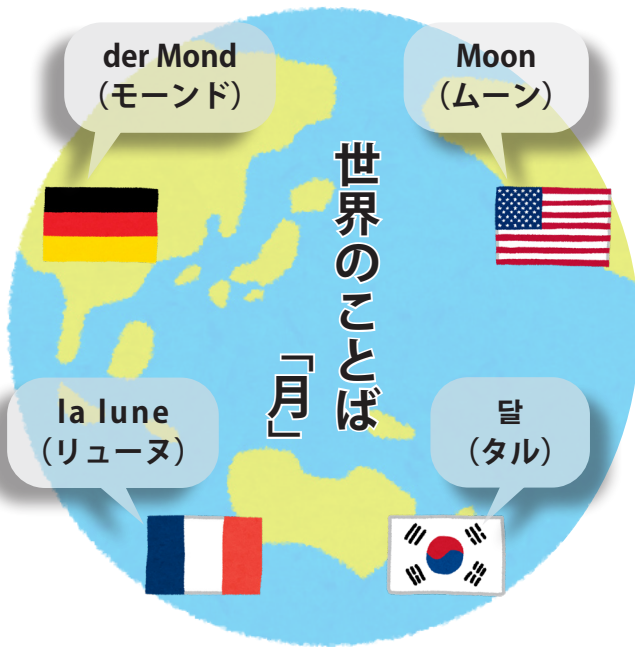 der Mond
(モーンド)
Moon
(ムーン)
世界のことば
「月」
la lune
(リューヌ)
달
(タル)